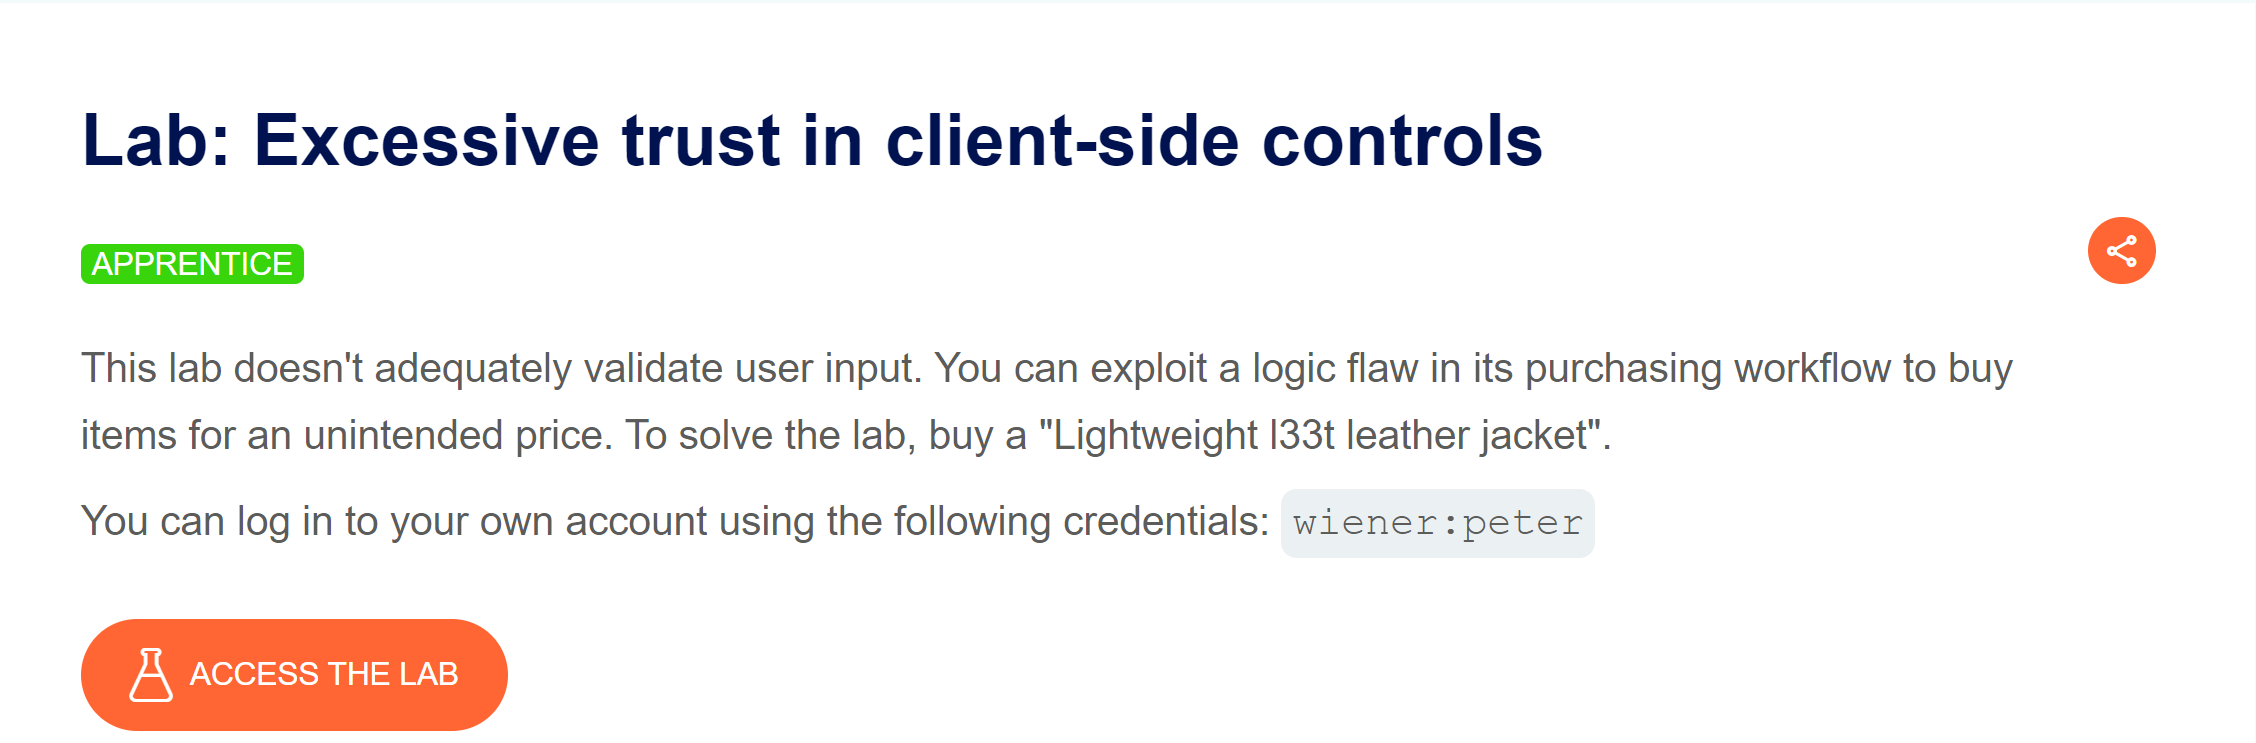 Lab: Excessive trust in client-side controls
APPRENTICE
This lab doesn't adequately validate user input. You can exploit a logic flaw in its purchasing workflow to buy
items for an unintended price. To solve the lab, buy a "Lightweight l33t leather jacket".
You can log in to your own account using the following credentials: wiener:peter
ACCESS THE LAB